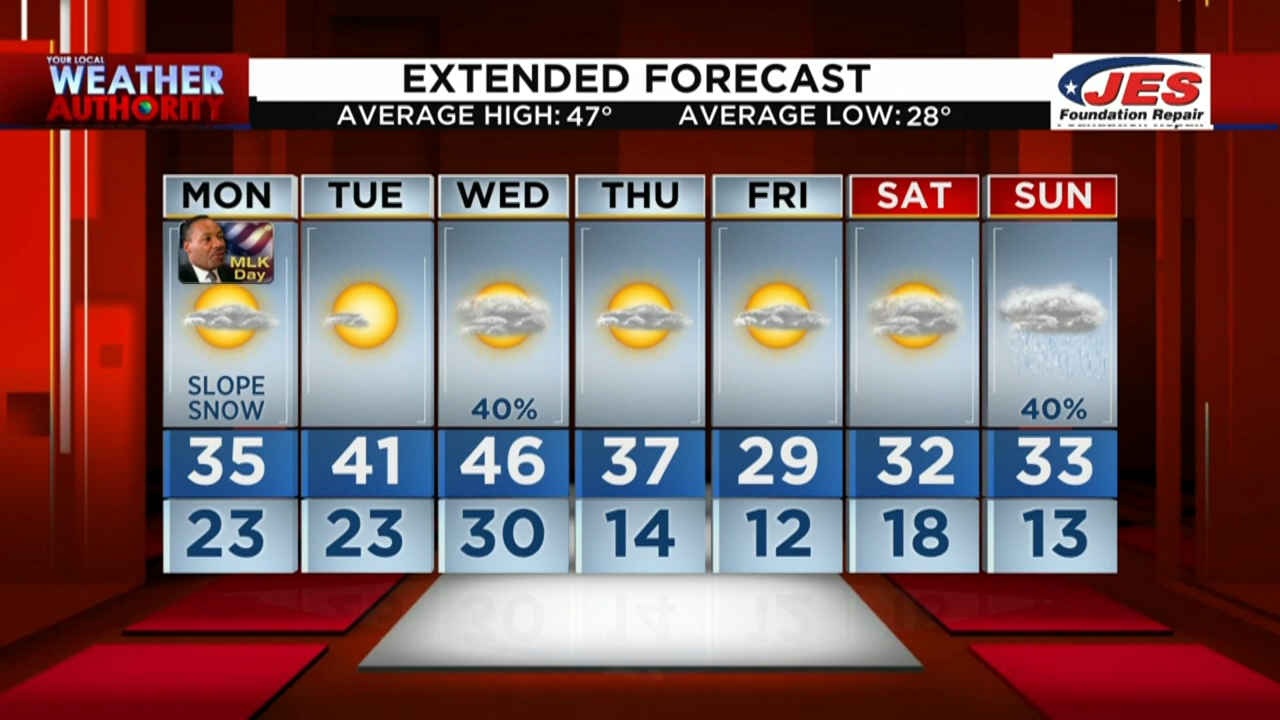 YOUR LOCAL
WEATHER
AUTHORITY
EXTENDED FORECAST
AVERAGE HIGH: 47° AVERAGE LOW: 28°
JES
Foundation Repair
MON TUE WED THU FRI SAT SUN
MLK
Day
SLOPE
SNOW
40% 40%
35 41 46 37 29 32 33
23 23 30 14 12 18 13